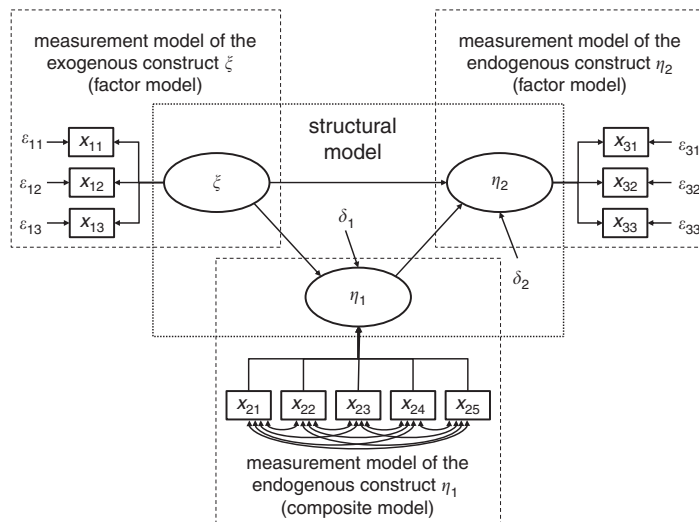 measurement model of the
exogenous construct ξ
(factor model)
measurement model of the
endogenous construct η₂
(factor model)
structural
model
ε₁₁ x₁₁
ε₁₂ x₁₂
ε₁₃ x₁₃
ξ
η₂
x₃₁ ε₃₁
x₃₂ ε₃₂
x₃₃ ε₃₃
δ₁
δ₂
η₁
x₂₁ x₂₂ x₂₃ x₂₄ x₂₅
measurement model of the
endogenous construct η₁
(composite model)